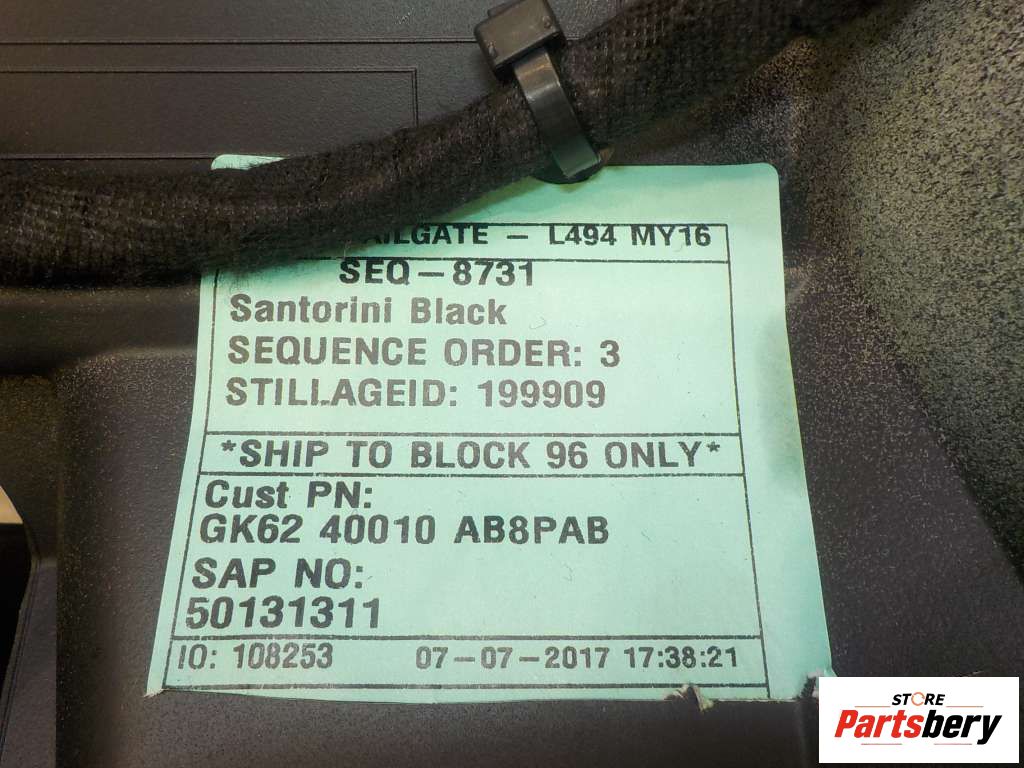 TAILGATE – L494 MY16
SEQ – 8731
Santorini Black
SEQUENCE ORDER: 3
STILLAGEID: 199909
*SHIP TO BLOCK 96 ONLY*
Cust PN:
GK62 40010 AB8PAB
SAP NO:
50131311
IO: 108253 07-07-2017 17:38:21
STORE
Partsbery